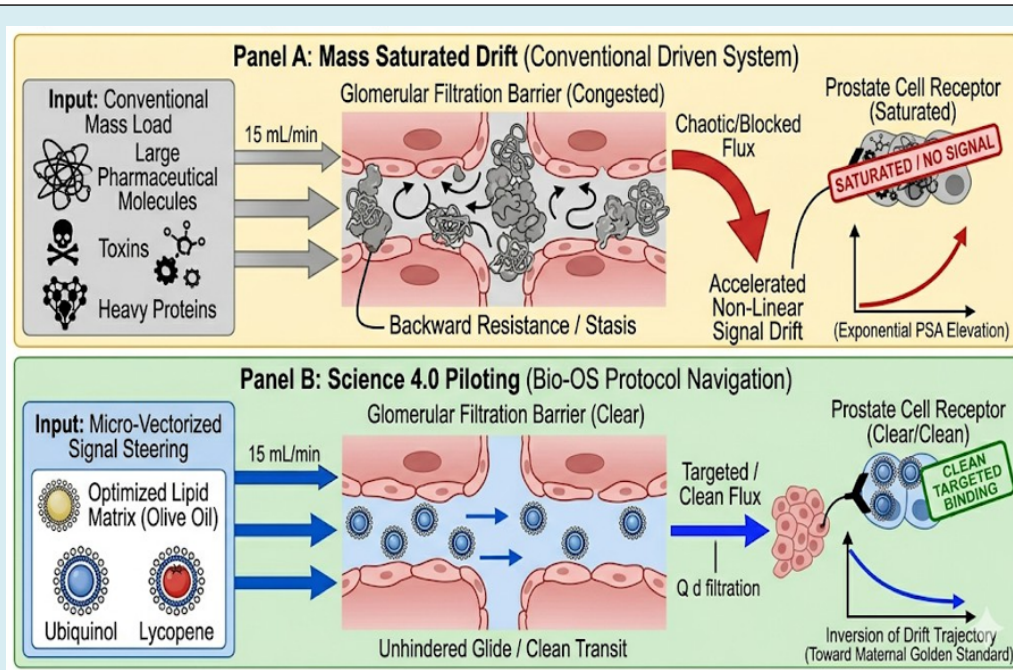 Panel A: Mass Saturated Drift (Conventional Driven System)
Input: Conventional
Mass Load
Large
Pharmaceutical
Molecules
Toxins
Heavy Proteins
15 mL/min
Glomerular Filtration Barrier (Congested)
Backward Resistance / Stasis
Chaotic/Blocked
Flux
Accelerated
Non-Linear
Signal Drift
Prostate Cell Receptor
(Saturated)
SATURATED / NO SIGNAL
(Exponential PSA Elevation)
Panel B: Science 4.0 Piloting (Bio-OS Protocol Navigation)
Input: Micro-Vectorized
Signal Steering
Optimized Lipid
Matrix (Olive Oil)
Ubiquinol
Lycopene
15 mL/min
Glomerular Filtration Barrier (Clear)
Unhindered Glide / Clean Transit
Targeted /
Clean Flux
Q d filtration
Prostate Cell Receptor
(Clear/Clean)
CLEAN
TARGETED
BINDING
Inversion of Drift Trajectory
(Toward Maternal Golden Standard)